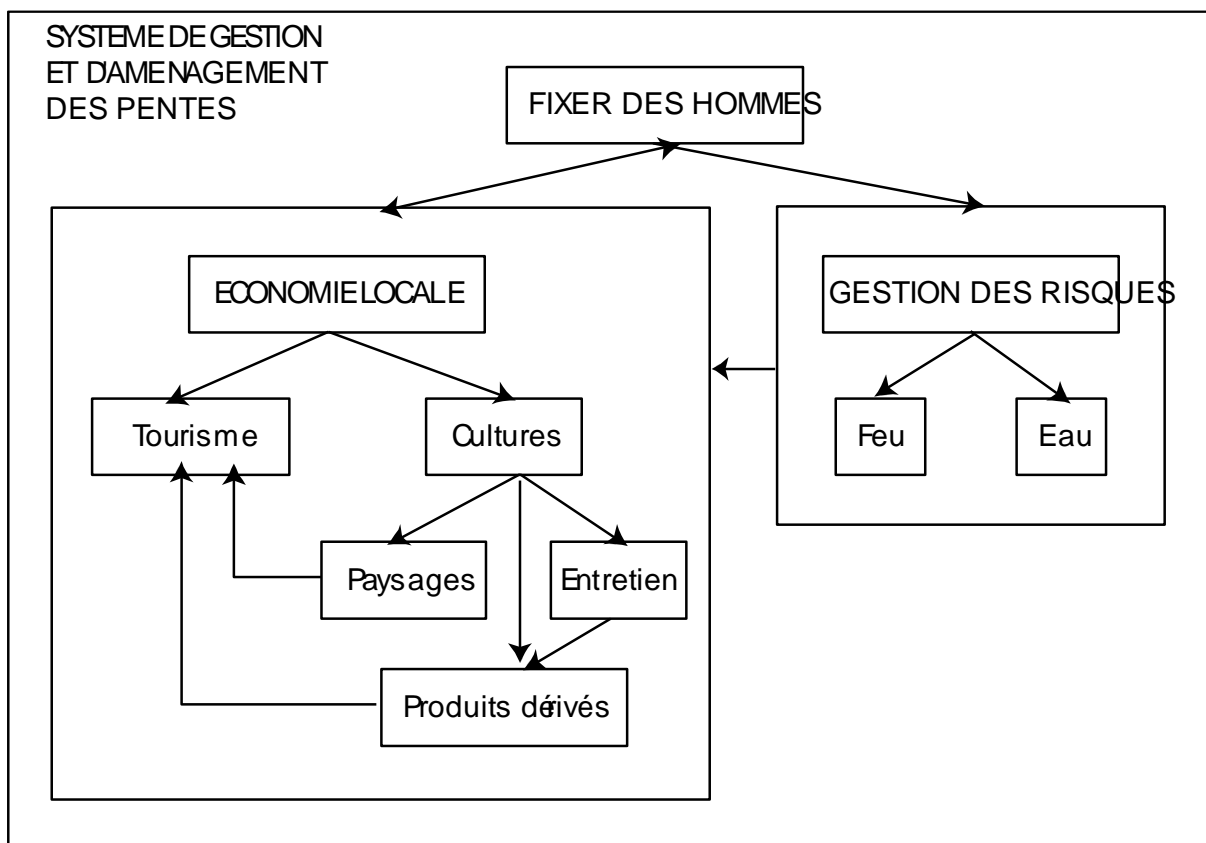 SYSTEME DE GESTION
ET D'AMENAGEMENT
DES PENTES
FIXER DES HOMMES
ECONOMIE LOCALE
GESTION DES RISQUES
Tourisme
Cultures
Feu
Eau
Paysages
Entretien
Produits dérivés